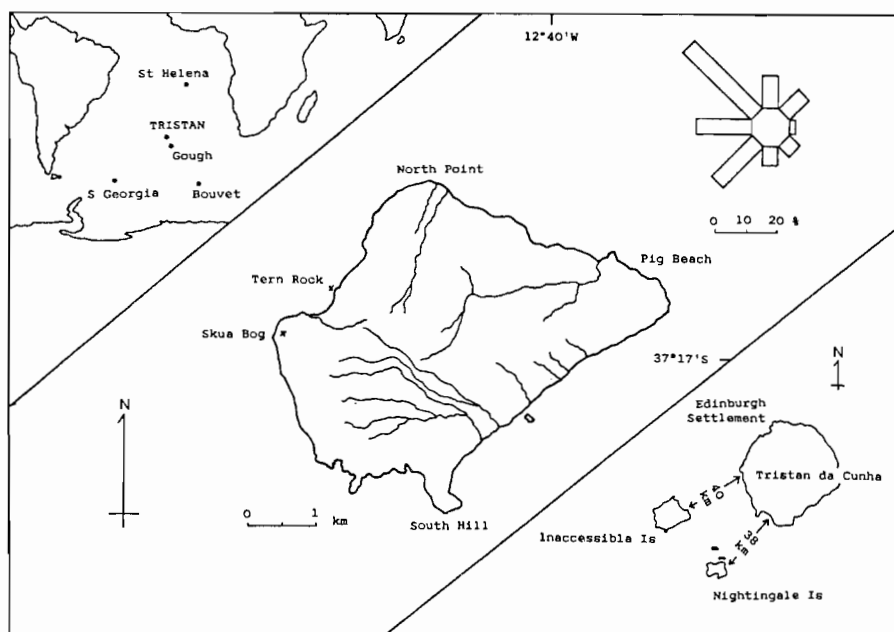 12°40'W
St Helena
TRISTAN
Gough
S Georgia
Bouvet
North Point
0 10 20 %
Pig Beach
Tern Rock
Skua Bog
37°17'S
N
N
Edinburgh
Settlement
Tristan da Cunha
40
km
38
km
0 1
km
South Hill
Inaccessibla Is
Nightingale Is